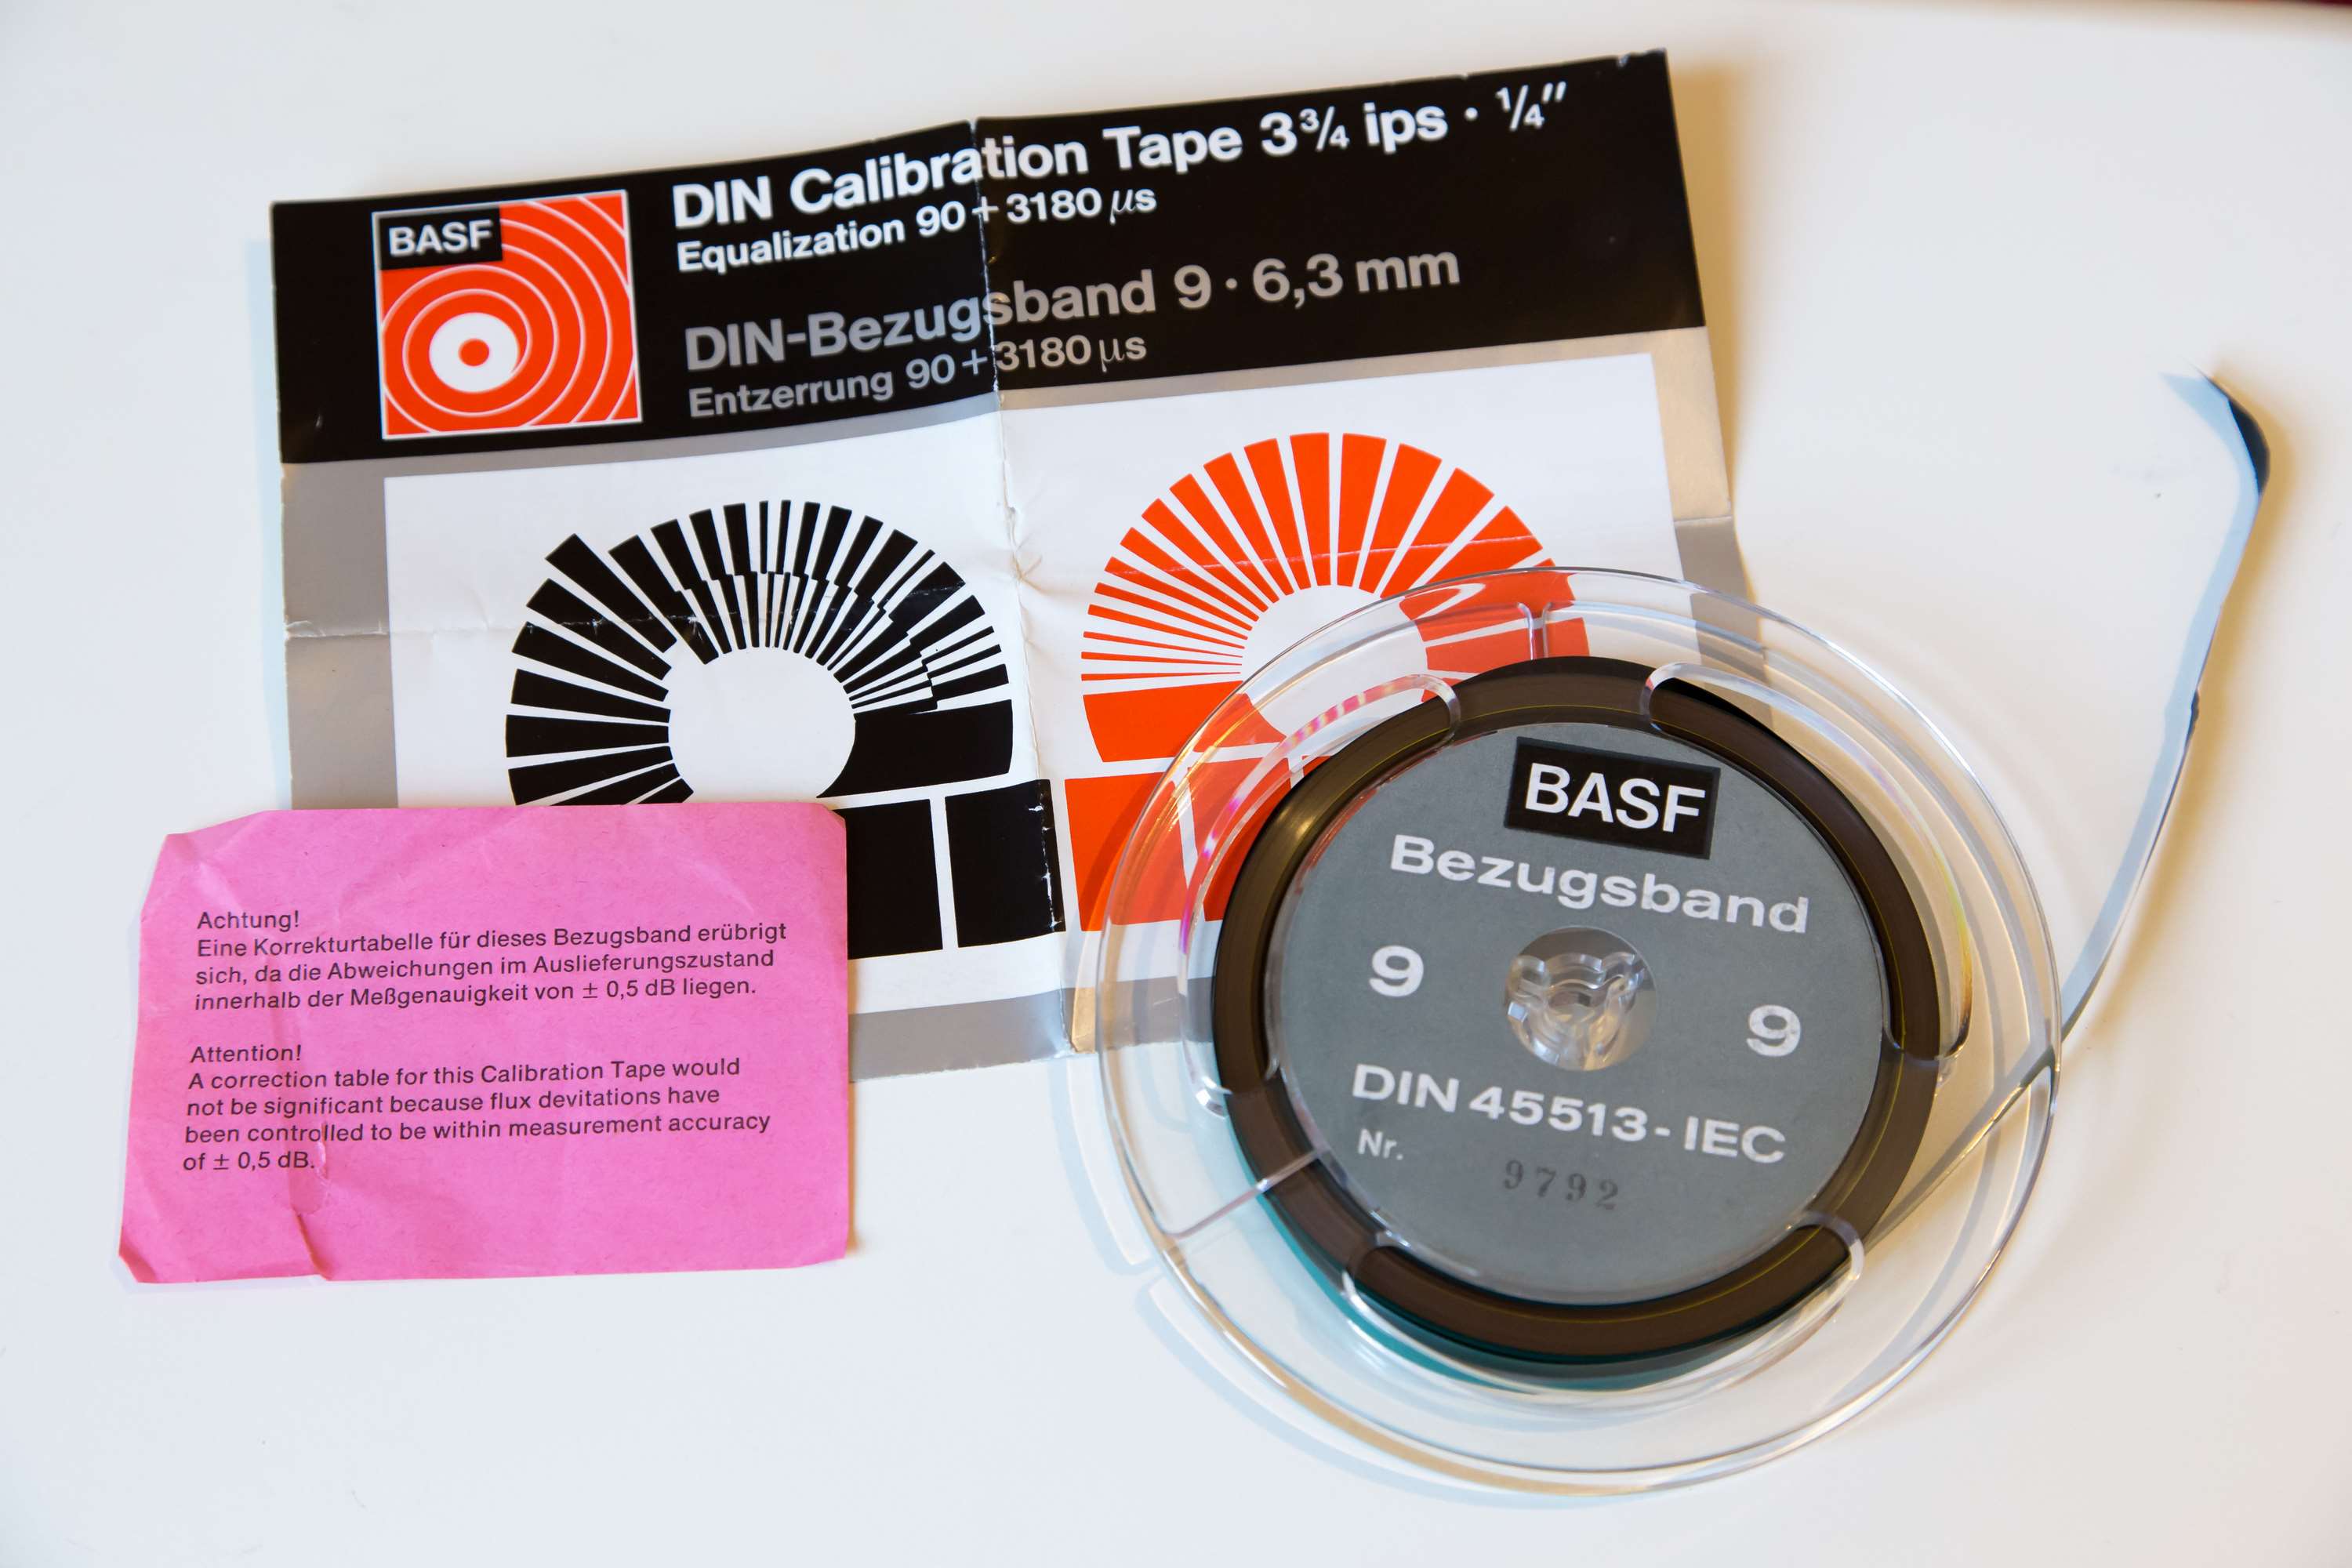 BASF
DIN Calibration Tape 3¾ ips · ¼"
Equalization 90 + 3180 μs
DIN-Bezugsband 9 · 6,3 mm
Entzerrung 90 + 3180 μs
Achtung!
Eine Korrekturtabelle für dieses Bezugsband erübrigt
sich, da die Abweichungen im Auslieferungszustand
innerhalb der Meßgenauigkeit von ± 0,5 dB liegen.
Attention!
A correction table for this Calibration Tape would
not be significant because flux devitations have
been controlled to be within measurement accuracy
of ± 0,5 dB.
BASF
Bezugsband
9 9
DIN 45513-IEC
Nr. 9792